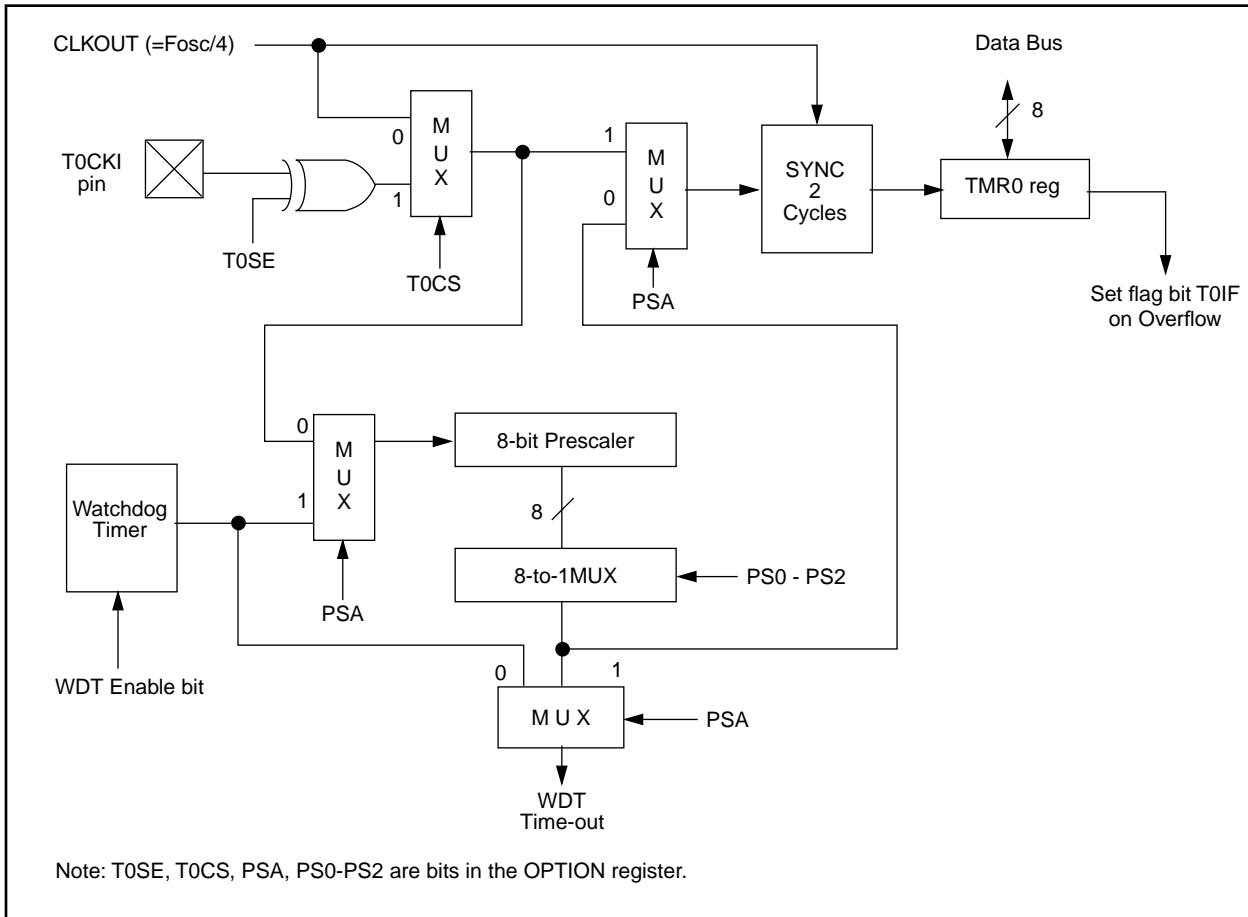 CLKOUT (=Fosc/4)
Data Bus
8
T0CKI
pin
T0SE
0
1
M
U
X
T0CS
1
0
M
U
X
PSA
SYNC
2
Cycles
TMR0 reg
Set flag bit T0IF
on Overflow
Watchdog
Timer
WDT Enable bit
0
1
M
U
X
PSA
8-bit Prescaler
8
8-to-1MUX
PS0 - PS2
0
1
M U X
PSA
WDT
Time-out
Note: T0SE, T0CS, PSA, PS0-PS2 are bits in the OPTION register.